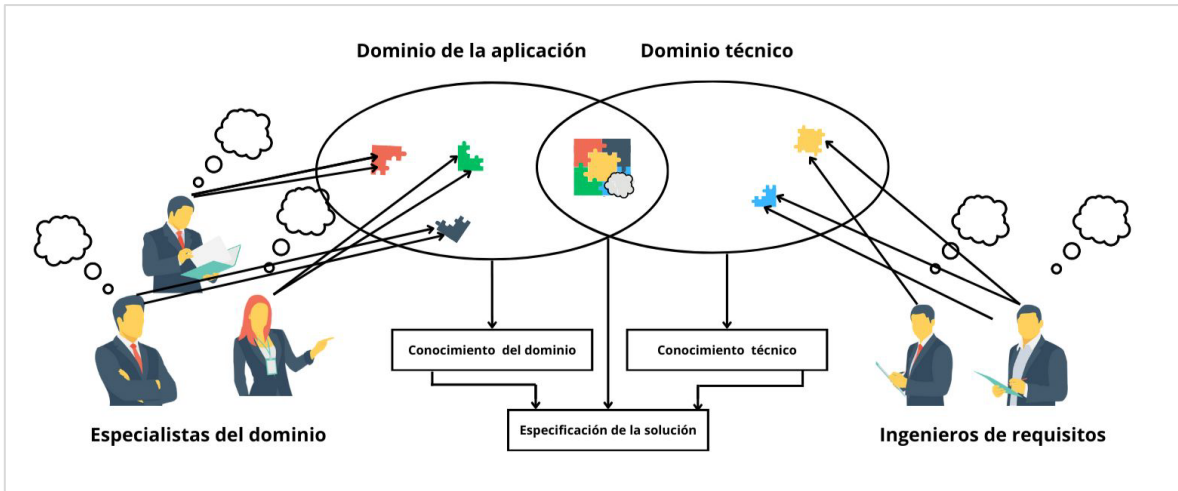 Dominio de la aplicación
Dominio técnico
Conocimiento del dominio
Conocimiento técnico
Especificación de la solución
Especialistas del dominio
Ingenieros de requisitos